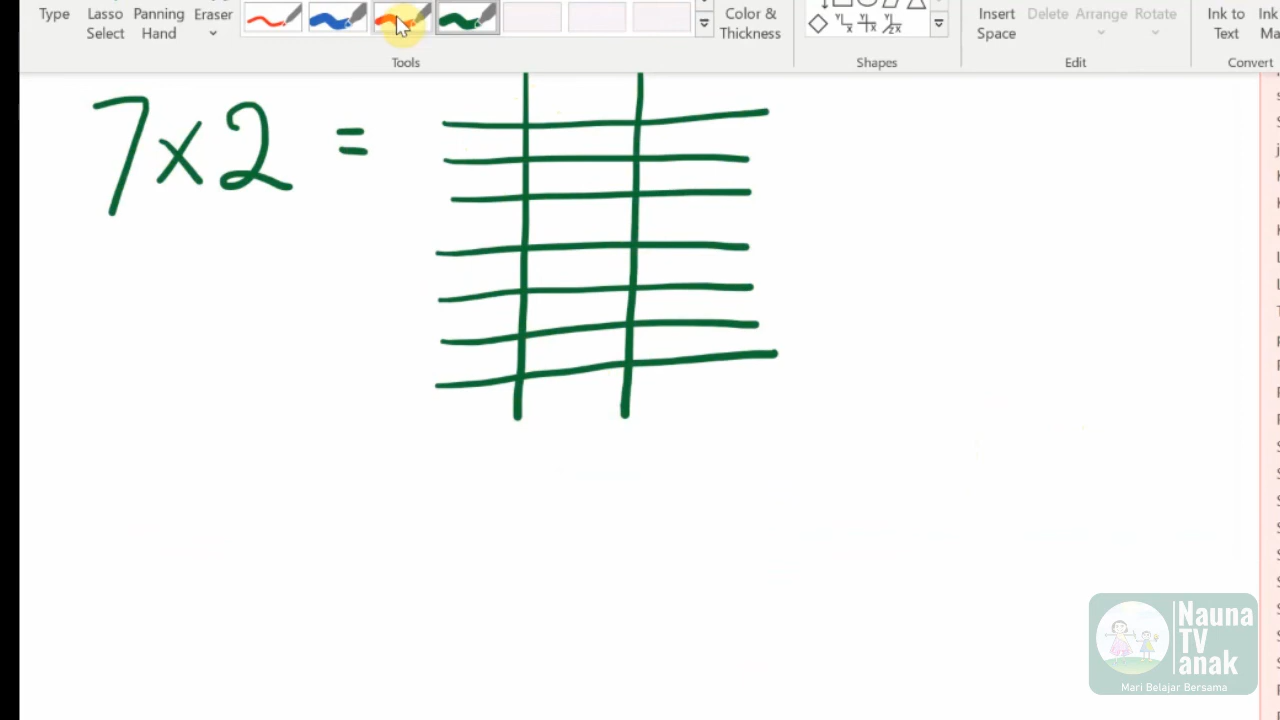 Type Lasso Select Panning Hand Eraser Color & Thickness Insert Space Delete Arrange Rotate Ink to Text
Tools Shapes Edit Convert
7x2 =
Nauna
TV
anak
Mari Belajar Bersama